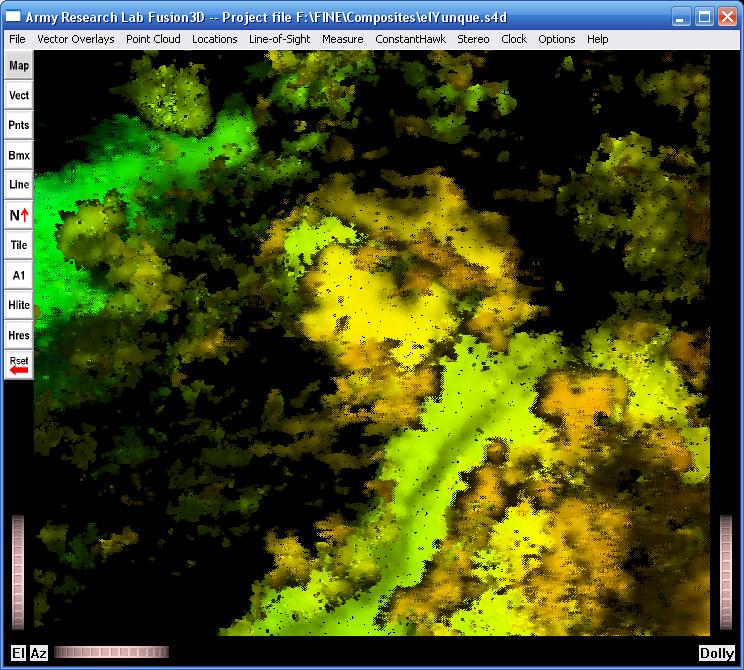 Army Research Lab Fusion3D -- Project file F:\FINE\Composites\elYunque.s4d
File Vector Overlays Point Cloud Locations Line-of-Sight Measure ConstantHawk Stereo Clock Options Help
Map
Vect
Pnts
Bmx
Line
N
Tile
A1
Hlite
Hres
Rset
El Az Dolly